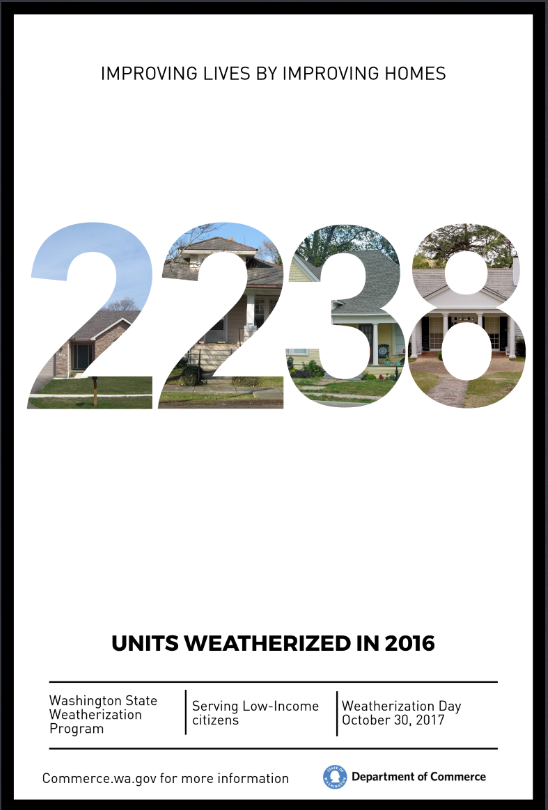 IMPROVING LIVES BY IMPROVING HOMES
2238
UNITS WEATHERIZED IN 2016
Washington State
Weatherization
Program
Serving Low-Income
citizens
Weatherization Day
October 30, 2017
Commerce.wa.gov for more information
Department of Commerce